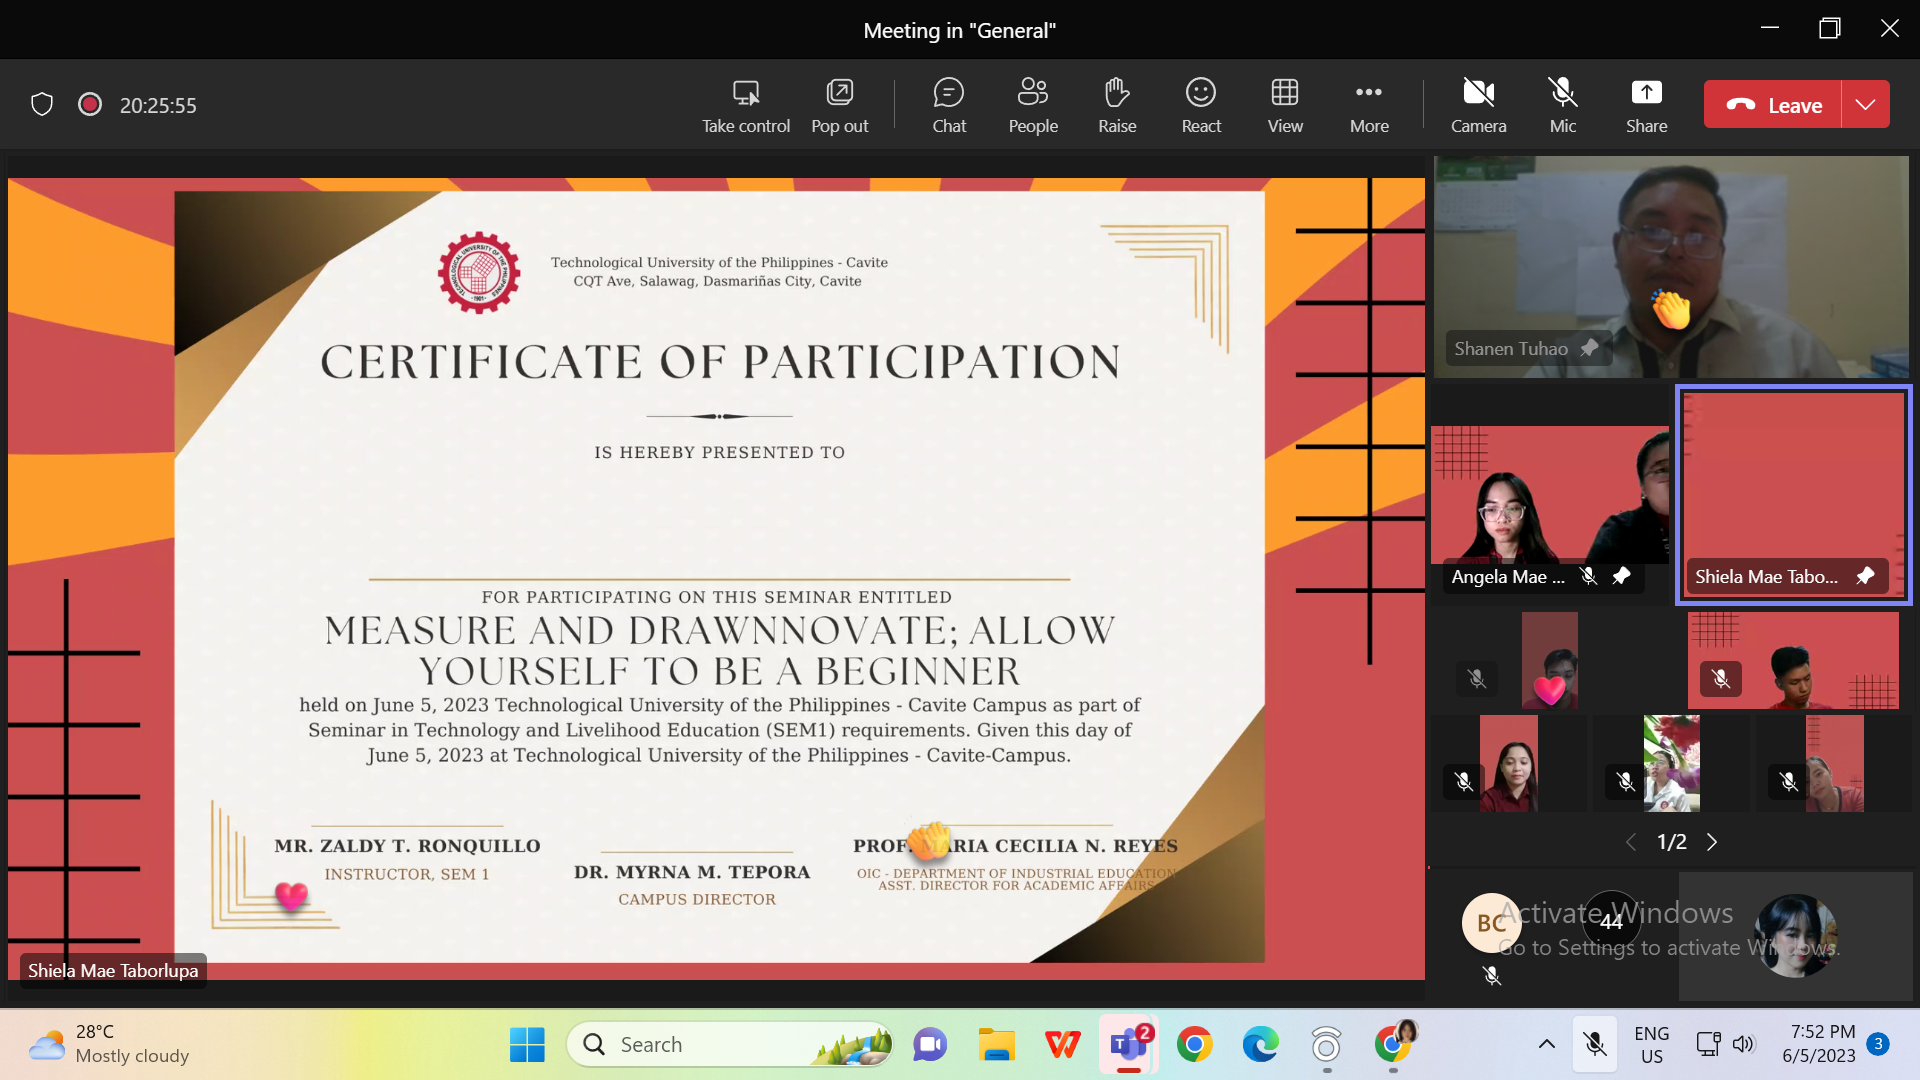 Meeting in "General"
20:25:55
Take control
Pop out
Chat
People
Raise
React
View
More
Camera
Mic
Share
Leave
TECHNOLOGICAL UNIVERSITY OF THE PHILIPPINES
-1901-
Technological University of the Philippines - Cavite
CQT Ave, Salawag, Dasmariñas City, Cavite
CERTIFICATE OF PARTICIPATION
IS HEREBY PRESENTED TO
FOR PARTICIPATING ON THIS SEMINAR ENTITLED
MEASURE AND DRAWNNOVATE; ALLOW
YOURSELF TO BE A BEGINNER
held on June 5, 2023 Technological University of the Philippines - Cavite Campus as part of
Seminar in Technology and Livelihood Education (SEM1) requirements. Given this day of
June 5, 2023 at Technological University of the Philippines - Cavite-Campus.
MR. ZALDY T. RONQUILLO
INSTRUCTOR, SEM 1
DR. MYRNA M. TEPORA
CAMPUS DIRECTOR
PROF. MARIA CECILIA N. REYES
OIC - DEPARTMENT OF INDUSTRIAL EDUCATION
ASST. DIRECTOR FOR ACADEMIC AFFAIRS
Shiela Mae Taborlupa
Shanen Tuhao
Angela Mae ...
Shiela Mae Tabo...
1/2
BC
44
Activate Windows
Go to Settings to activate Windows.
28°C
Mostly cloudy
Search
2
ENG
US
7:52 PM
6/5/2023
3